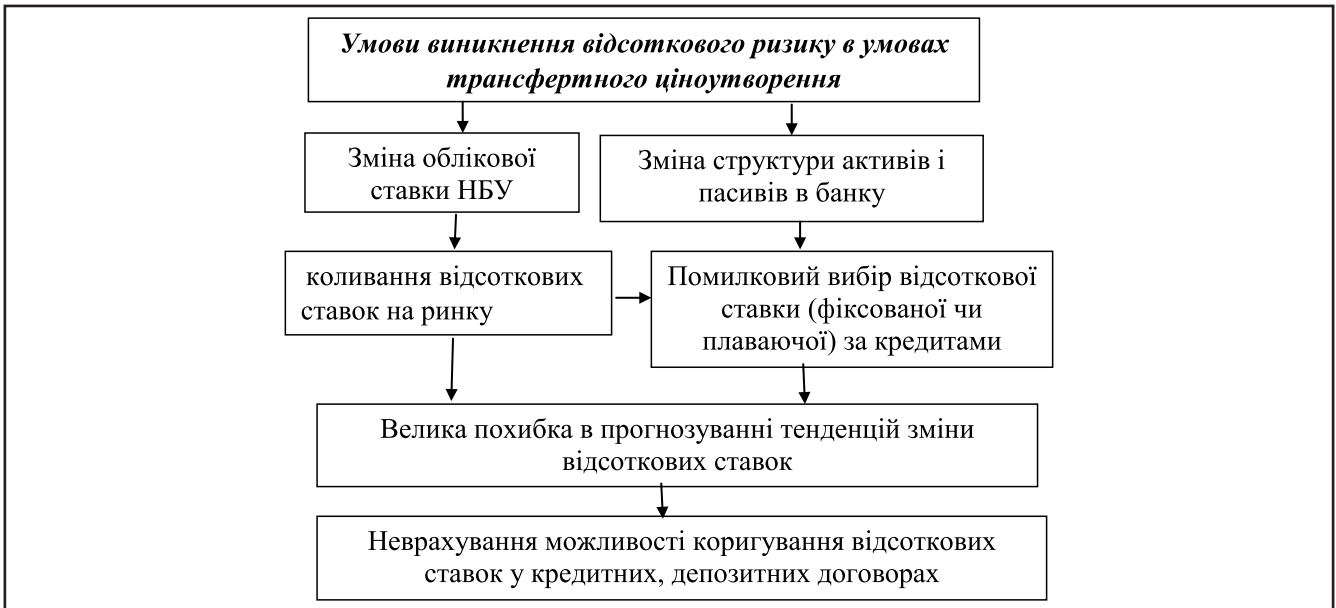 Умови виникнення відсоткового ризику в умовах
трансфертного ціноутворення
Зміна облікової
ставки НБУ
Зміна структури активів і
пасивів в банку
коливання відсоткових
ставок на ринку
Помилковий вибір відсоткової
ставки (фіксованої чи
плаваючої) за кредитами
Велика похибка в прогнозуванні тенденцій зміни
відсоткових ставок
Неврахування можливості коригування відсоткових
ставок у кредитних, депозитних договорах